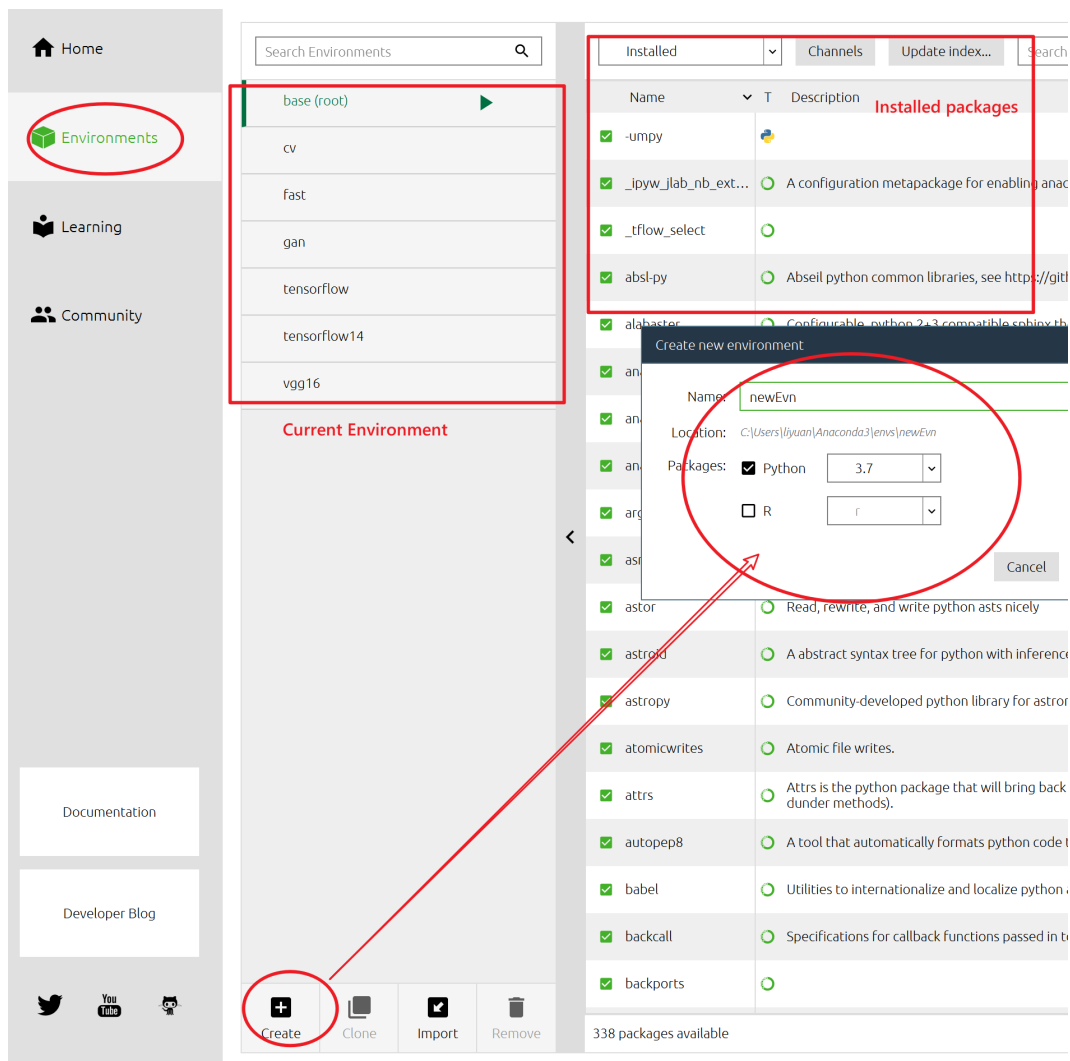 Home
Environments
Learning
Community
Documentation
Developer Blog
You
Tube
Search Environments
base (root)
cv
fast
gan
tensorflow
tensorflow14
vgg16
Current Environment
Create
Clone
Import
Remove
Installed
Channels
Update index...
Search
Name
T
Description
Installed packages
-umpy
_ipyw_jlab_nb_ext...
A configuration metapackage for enabling anac
_tflow_select
absl-py
Abseil python common libraries, see https://gith
alabaster
Configurable, python 2+3 compatible sphinx th
Create new environment
Name:
newEvn
Location:
C:\Users\liyuan\Anaconda3\envs\newEvn
Packages:
Python
3.7
R
r
Cancel
astor
Read, rewrite, and write python asts nicely
astroid
A abstract syntax tree for python with inference
astropy
Community-developed python library for astron
atomicwrites
Atomic file writes.
attrs
Attrs is the python package that will bring back
dunder methods).
autopep8
A tool that automatically formats python code t
babel
Utilities to internationalize and localize python a
backcall
Specifications for callback functions passed in to
backports
338 packages available